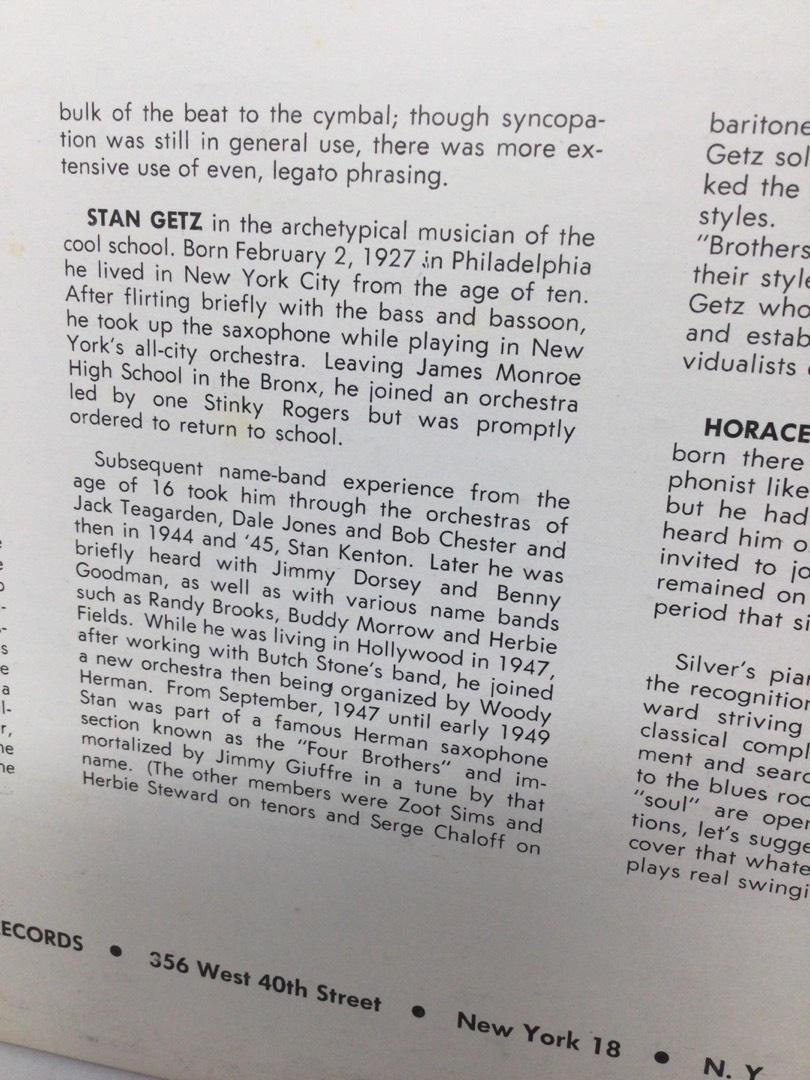 bulk of the beat to the cymbal; though syncopa-
tion was still in general use, there was more ex-
tensive use of even, legato phrasing.
STAN GETZ in the archetypical musician of the
cool school. Born February 2, 1927 in Philadelphia
he lived in New York City from the age of ten.
After flirting briefly with the bass and bassoon,
he took up the saxophone while playing in New
York's all-city orchestra. Leaving James Monroe
High School in the Bronx, he joined an orchestra
led by one Stinky Rogers but was promptly
ordered to return to school.
Subsequent name-band experience from the
age of 16 took him through the orchestras of
Jack Teagarden, Dale Jones and Bob Chester and
then in 1944 and '45, Stan Kenton. Later he was
briefly heard with Jimmy Dorsey and Benny
Goodman, as well as with various name bands
such as Randy Brooks, Buddy Morrow and Herbie
Fields. While he was living in Hollywood in 1947,
after working with Butch Stone's band, he joined
a new orchestra then being organized by Woody
Herman. From September, 1947 until early 1949
Stan was part of a famous Herman saxophone
section known as the "Four Brothers" and im-
mortalized by Jimmy Giuffre in a tune by that
name. (The other members were Zoot Sims and
Herbie Steward on tenors and Serge Chaloff on
baritone
Getz
ked the
styles.
"Brothers
their
Getz who
and
vidualists
HORACE
born there
phonist like
but he had
heard him
invited to
remained on
period that
Silver's
the recognition
ward striving
classical
ment and
to the blues
"soul" are
tions, let's
cover that
plays real
ECORDS • 356 West 40th Street • New York 18 • N. Y.